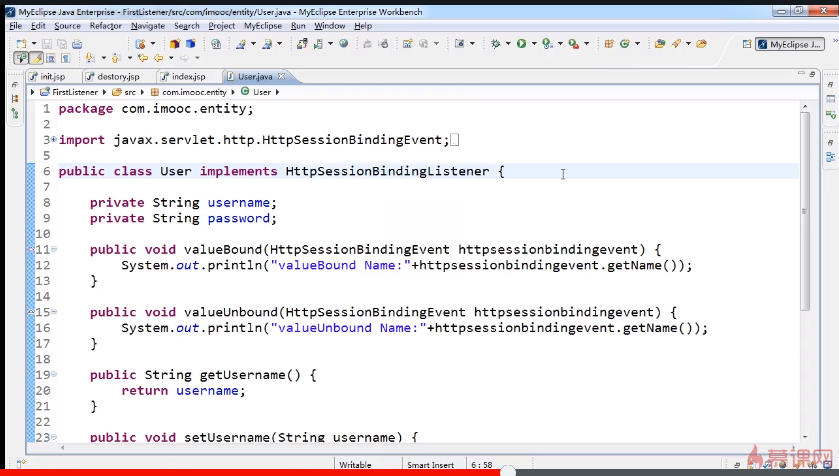 MyEclipse Java Enterprise - FirstListener/src/com/imooc/entity/User.java - MyEclipse Enterprise Workbench
File Edit Source Refactor Navigate Search Project MyEclipse Run Window Help
MyEclipse J...
init.jsp destory.jsp index.jsp User.java
FirstListener src com.imooc.entity User
1 package com.imooc.entity;
2
3 import javax.servlet.http.HttpSessionBindingEvent;
5
6 public class User implements HttpSessionBindingListener {
7
8 private String username;
9 private String password;
10
11 public void valueBound(HttpSessionBindingEvent httpsessionbindingevent) {
12 System.out.println("valueBound Name:"+httpsessionbindingevent.getName());
13 }
14
15 public void valueUnbound(HttpSessionBindingEvent httpsessionbindingevent) {
16 System.out.println("valueUnbound Name:"+httpsessionbindingevent.getName());
17 }
18
19 public String getUsername() {
20 return username;
21 }
22
23 public void setUsername(String username) {
Writable Smart Insert 6 : 58
慕课网